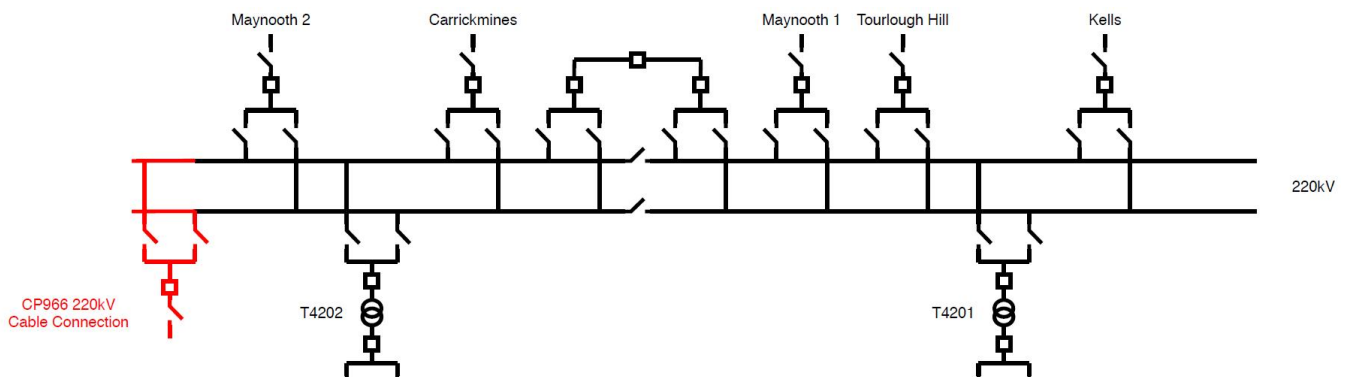 Maynooth 2
Carrickmines
Maynooth 1
Tourlough Hill
Kells
220kV
CP966 220kV
Cable Connection
T4202
T4201